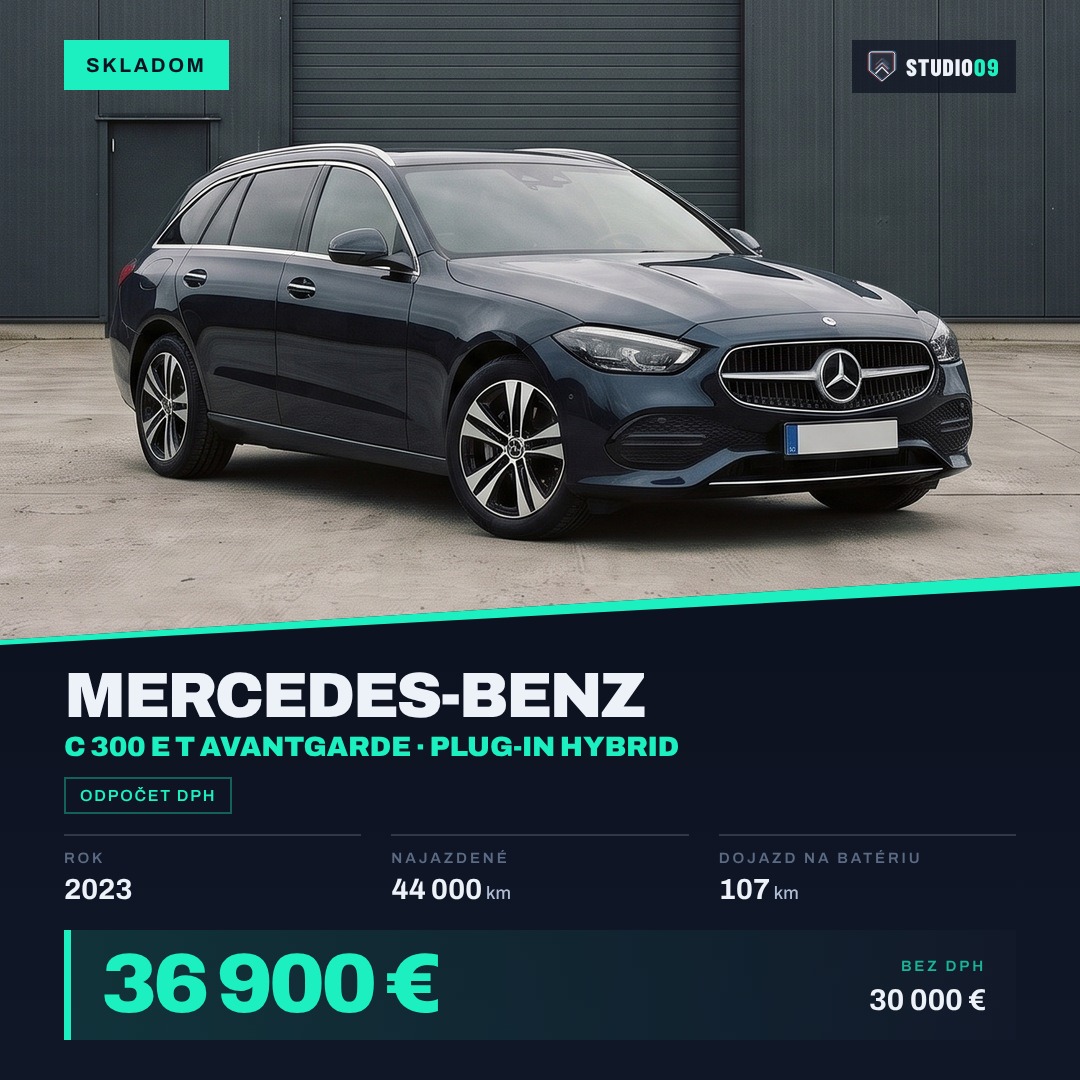 SKLADOM
STUDIO09
MERCEDES-BENZ
C 300 E T AVANTGARDE · PLUG-IN HYBRID
ODPOČET DPH
ROK
2023
NAJAZDENÉ
44 000 km
DOJAZD NA BATÉRIU
107 km
36 900 €
BEZ DPH
30 000 €